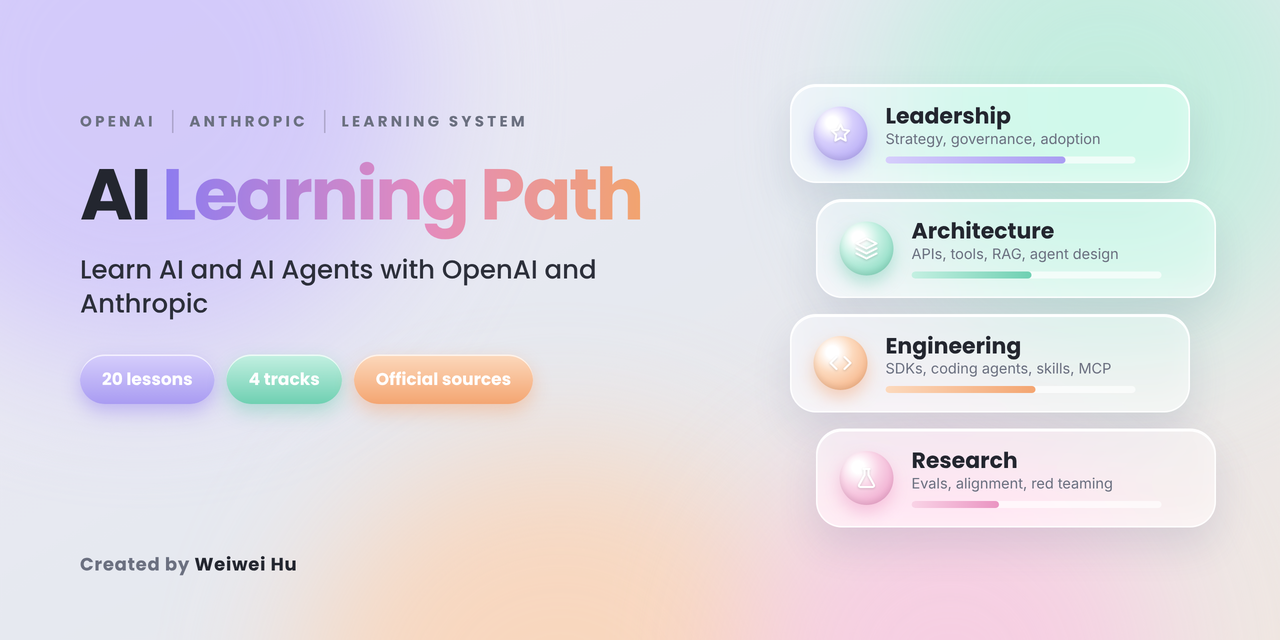 OPENAI | ANTHROPIC | LEARNING SYSTEM
AI Learning Path
Learn AI and AI Agents with OpenAI and
Anthropic
20 lessons
4 tracks
Official sources
Created by Weiwei Hu
Leadership
Strategy, governance, adoption
Architecture
APIs, tools, RAG, agent design
Engineering
SDKs, coding agents, skills, MCP
Research
Evals, alignment, red teaming